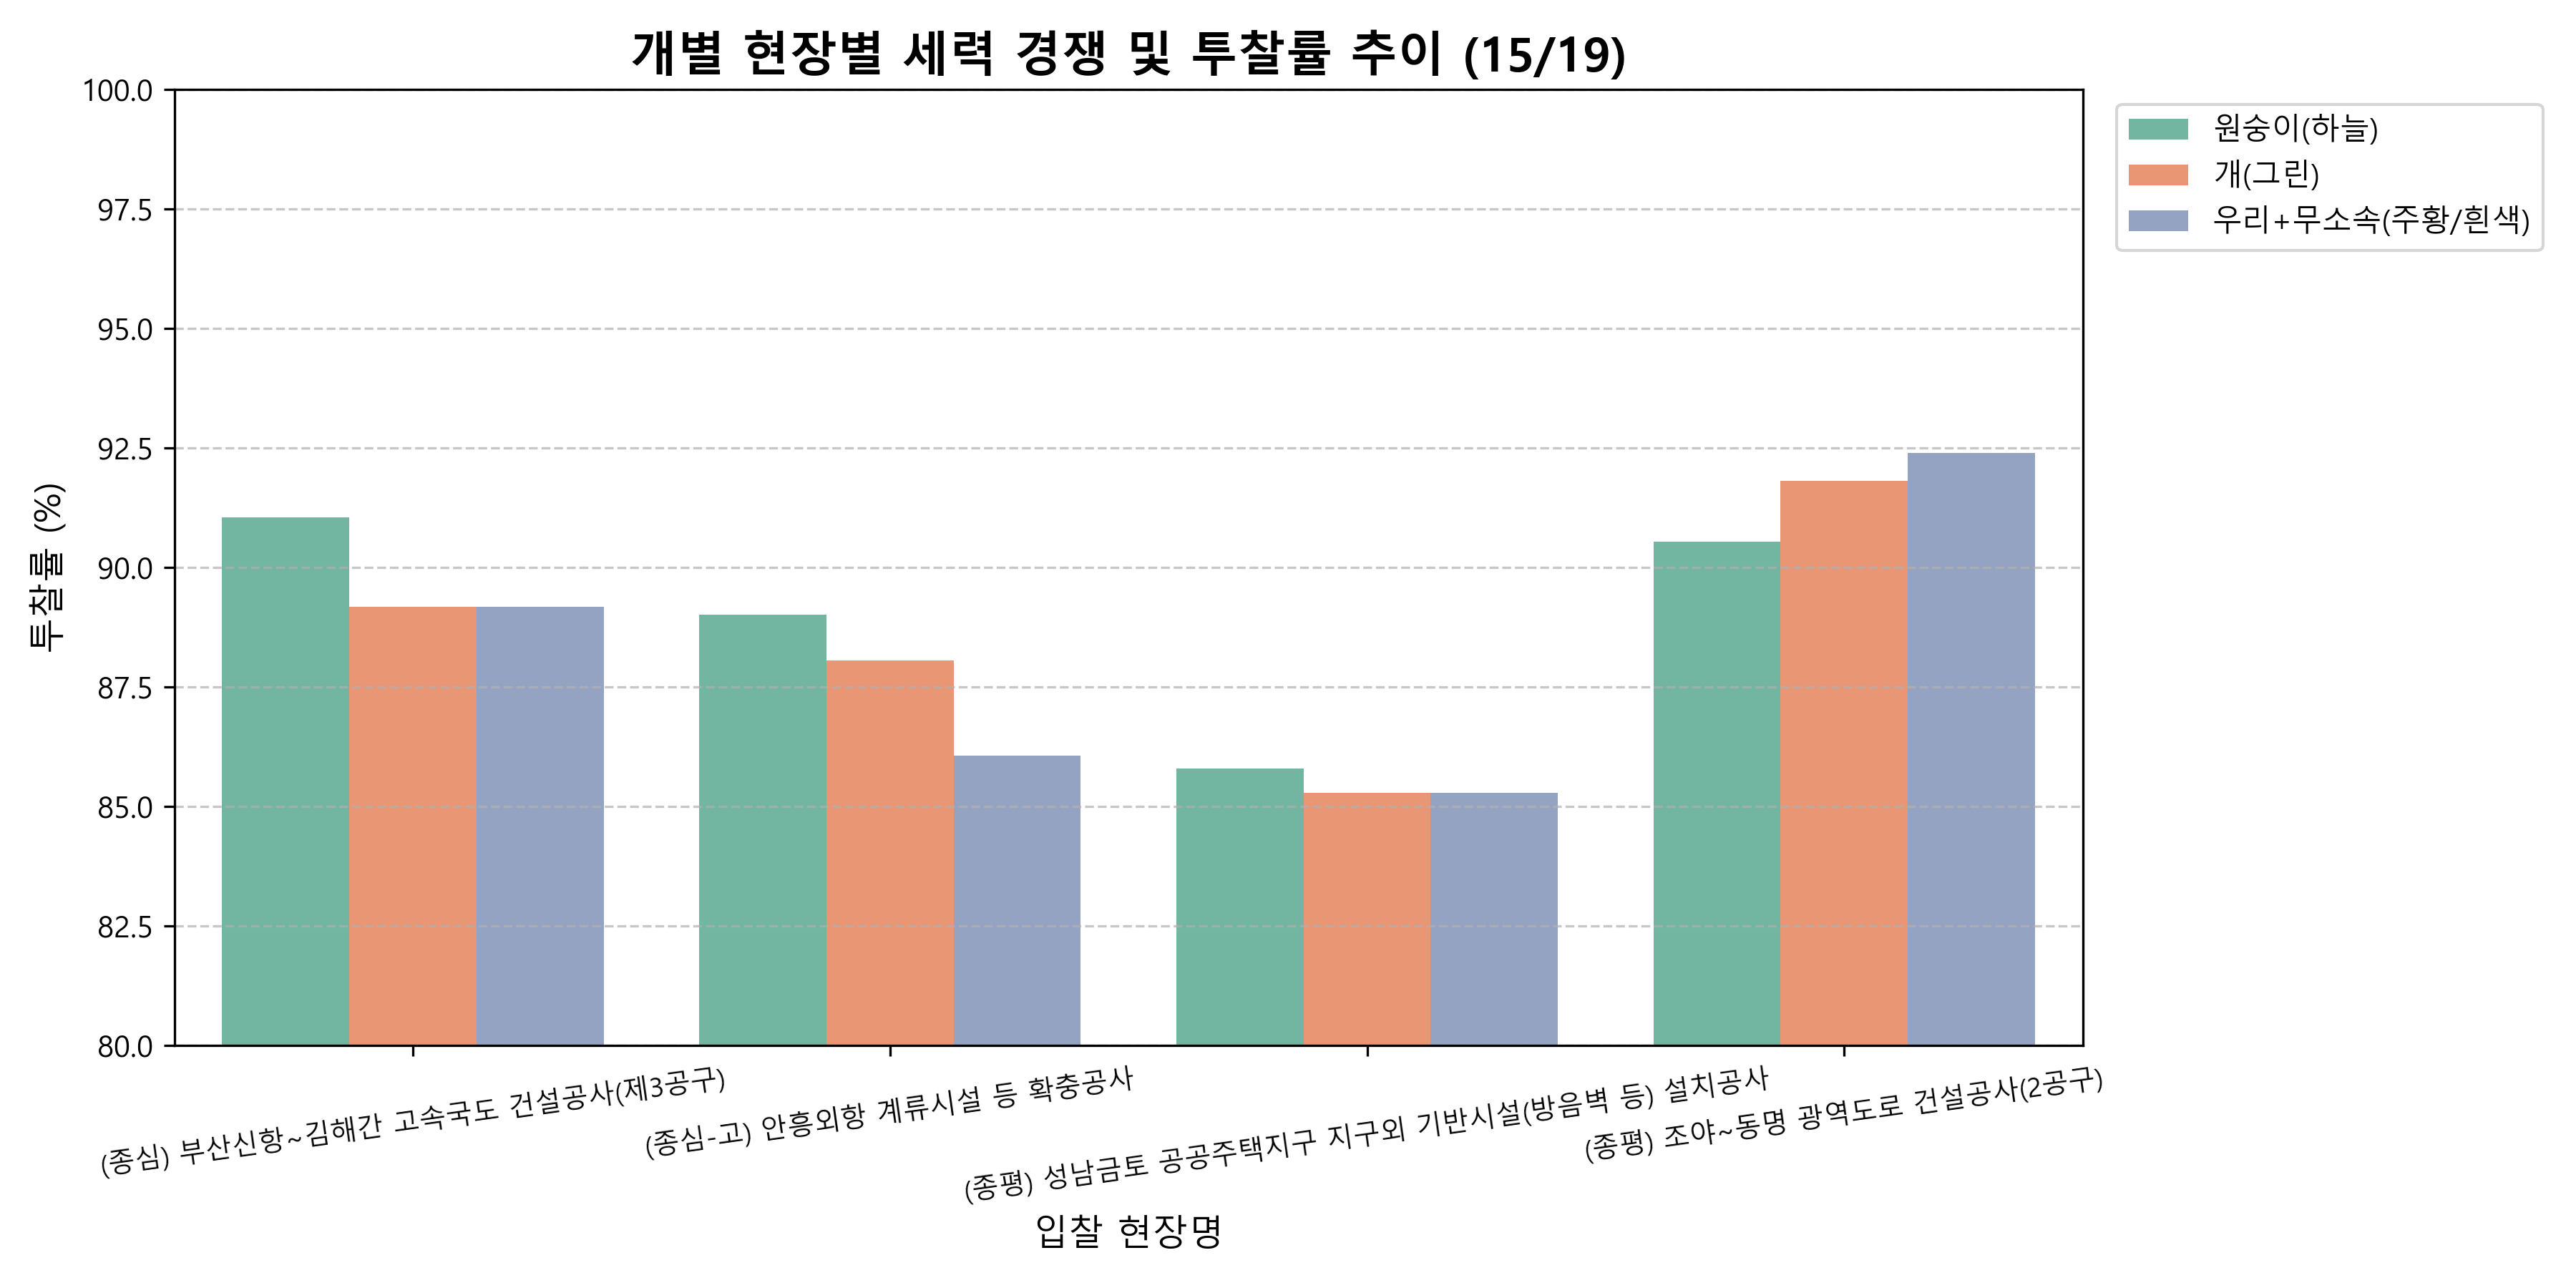 개별 현장별 세력 경쟁 및 투찰률 추이 (15/19)
100.0
97.5
95.0
92.5
90.0
87.5
85.0
82.5
80.0
투찰률 (%)
원숭이(하늘)
개(그린)
우리+무소속(주황/흰색)
(종심) 부산신항~김해간 고속국도 건설공사(제3공구)
(종심-고) 안흥외항 계류시설 등 확충공사
(종평) 성남금토 공공주택지구 지구외 기반시설(방음벽 등) 설치공사
(종평) 조야~동명 광역도로 건설공사(2공구)
입찰 현장명